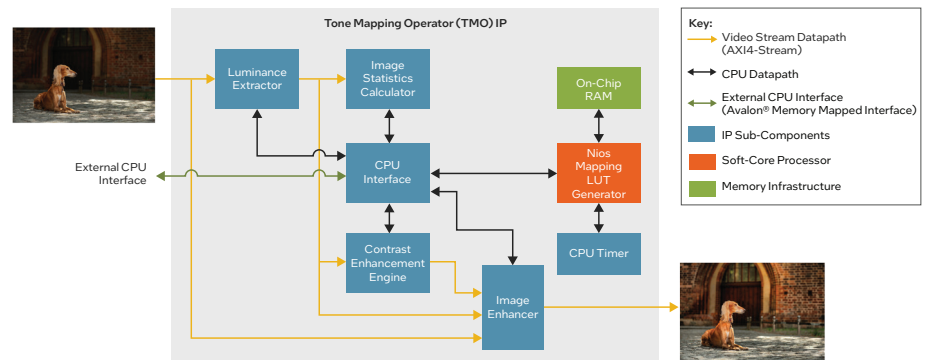 Tone Mapping Operator (TMO) IP
Luminance
Extractor
Image
Statistics
Calculator
On-Chip
RAM
External CPU
Interface
CPU
Interface
Nios
Mapping
LUT
Generator
Contrast
Enhancement
Engine
CPU Timer
Image
Enhancer
Key:
Video Stream Datapath
(AXI4-Stream)
CPU Datapath
External CPU Interface
(Avalon® Memory Mapped Interface)
IP Sub-Components
Soft-Core Processor
Memory Infrastructure